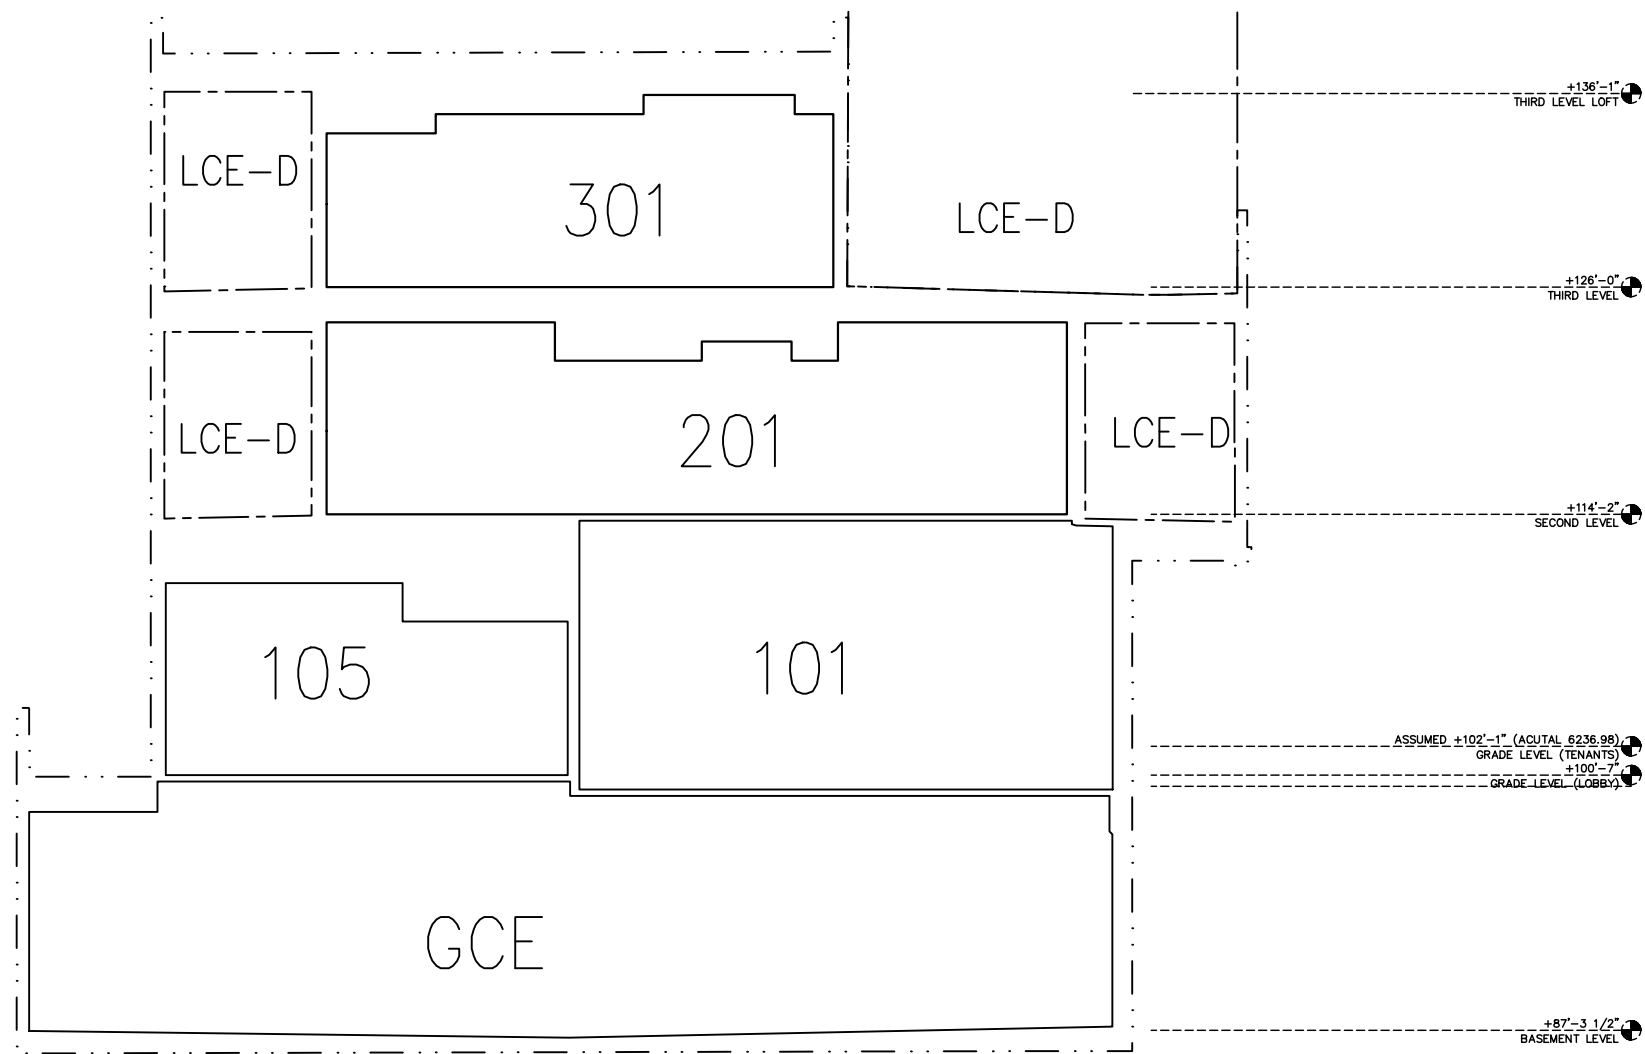 +136'-1"
THIRD LEVEL LOFT
LCE-D
301
LCE-D
+126'-0"
THIRD LEVEL
LCE-D
201
LCE-D
+114'-2"
SECOND LEVEL
105
101
ASSUMED +102'-1" (ACUTAL 6236.98)
GRADE LEVEL (TENANTS)
+100'-7"
GRADE LEVEL (LOBBY)
GCE
+87'-3 1/2"
BASEMENT LEVEL